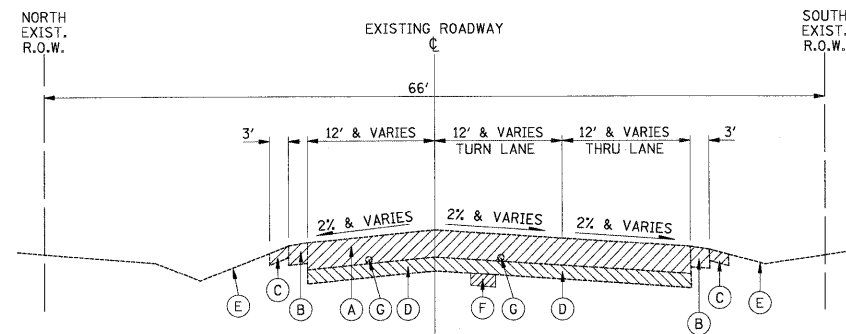 NORTH
EXIST.
R.O.W.
EXISTING ROADWAY
℄
SOUTH
EXIST.
R.O.W.
66'
3'
12' & VARIES
12' & VARIES
TURN LANE
12' & VARIES
THRU LANE
3'
2% & VARIES
2% & VARIES
2% & VARIES
E
C
B
A
G
D
F
G
D
B
C
E